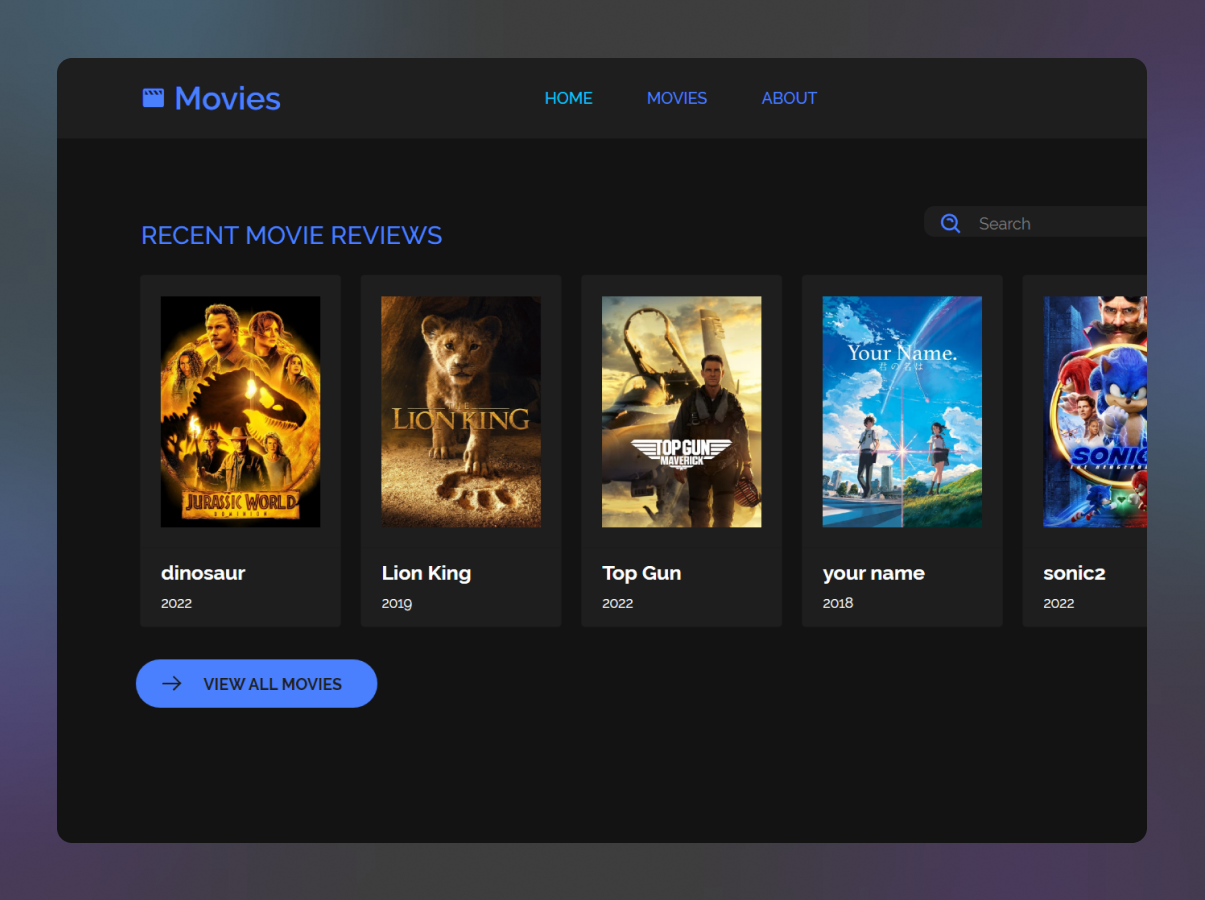 Movies
HOME
MOVIES
ABOUT
RECENT MOVIE REVIEWS
Search
JURASSIC WORLD
DOMINION
THE
LION KING
TOP GUN
MAVERICK
Your Name.
君の名は
SONIC
dinosaur
2022
Lion King
2019
Top Gun
2022
your name
2018
sonic2
2022
VIEW ALL MOVIES